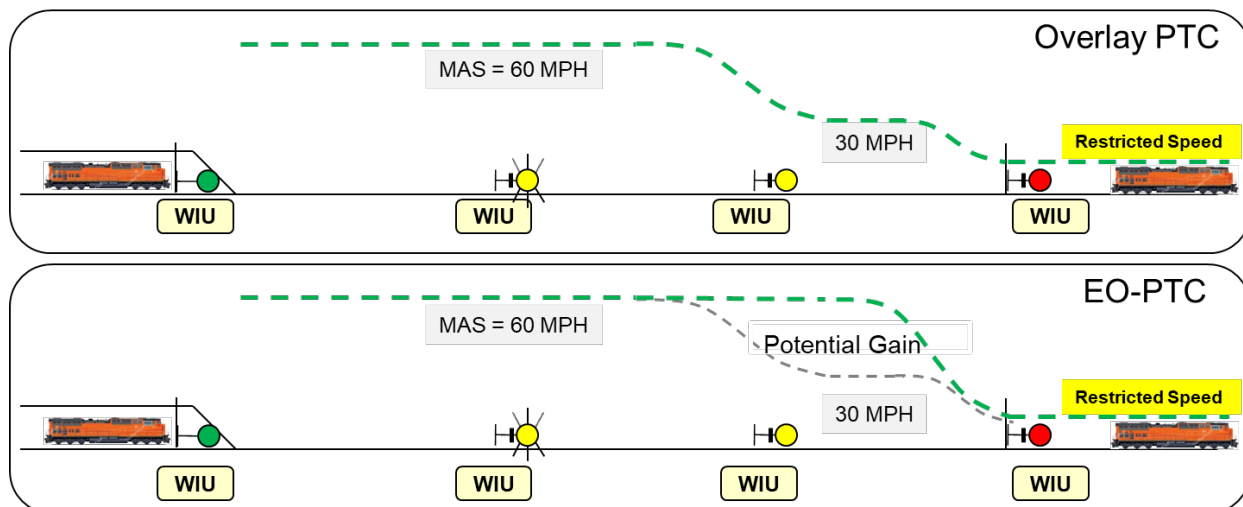 Overlay PTC
MAS = 60 MPH
30 MPH
Restricted Speed
WIU
WIU
WIU
WIU
EO-PTC
MAS = 60 MPH
Potential Gain
30 MPH
Restricted Speed
WIU
WIU
WIU
WIU